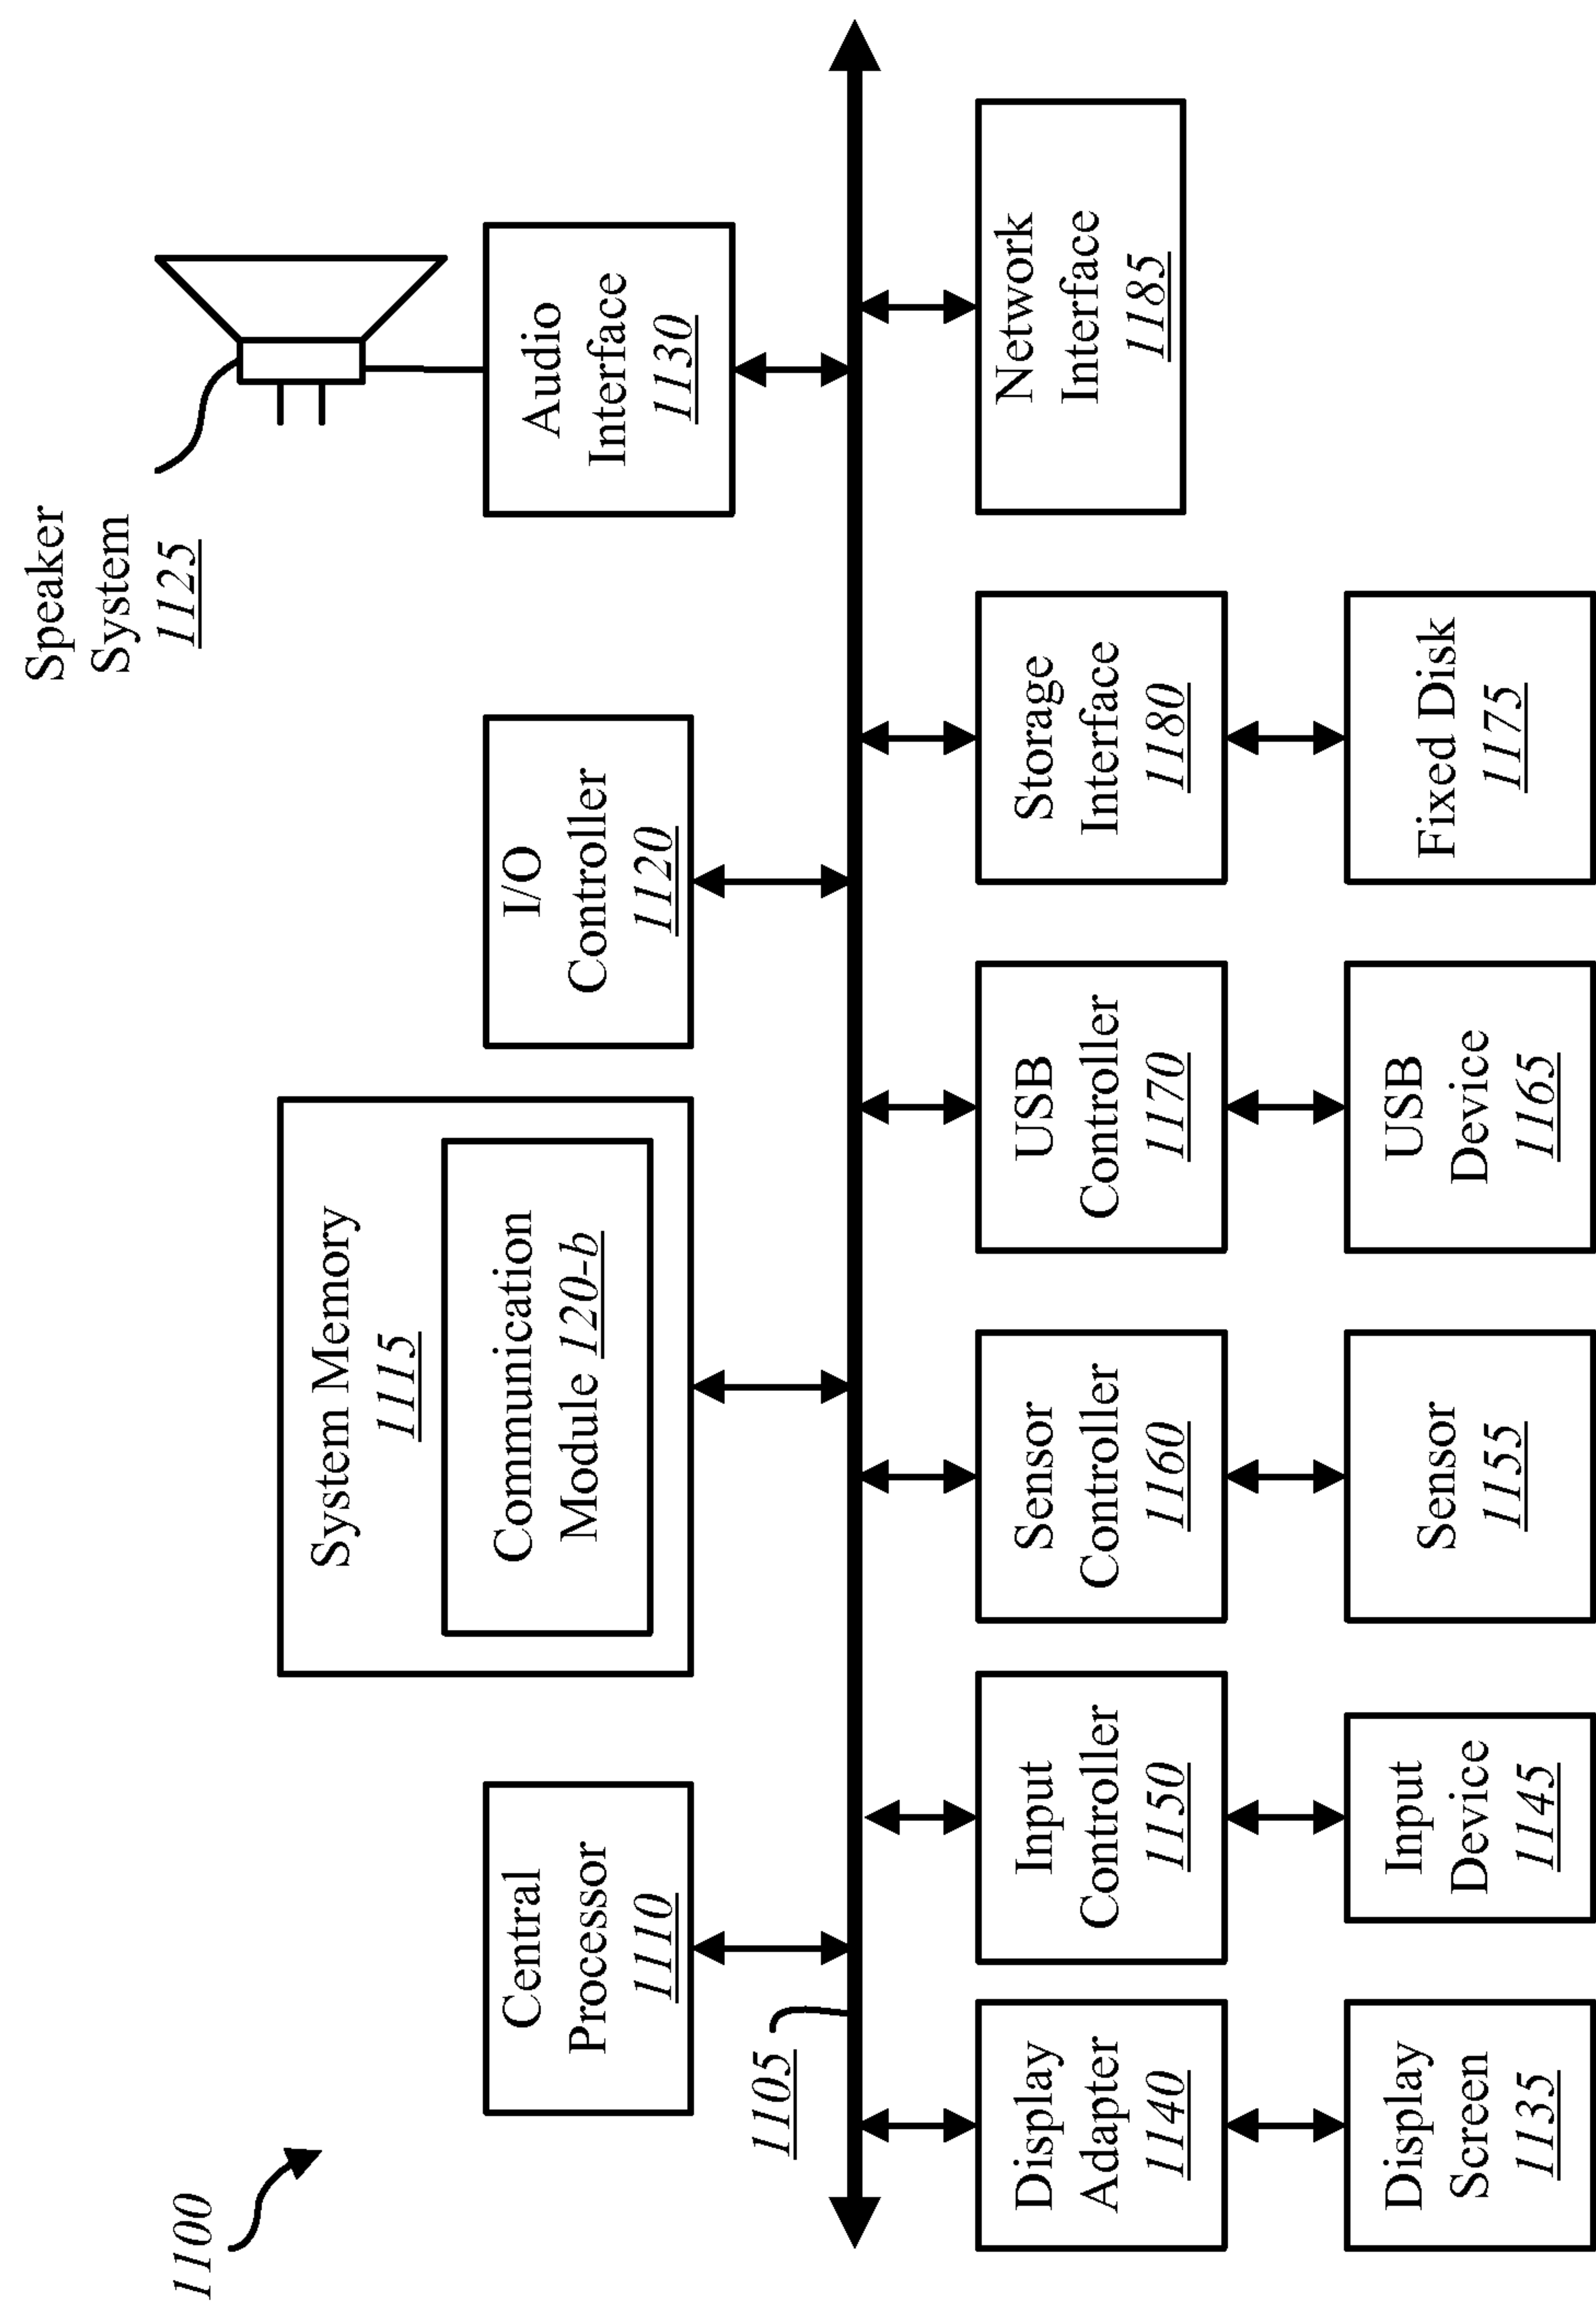 1100
Speaker
System
1125
Central
Processor
1110
System Memory
1115
Communication
Module 120-b
I/O
Controller
1120
Audio
Interface
1130
1105
Display
Adapter
1140
Input
Controller
1150
Sensor
Controller
1160
USB
Controller
1170
Storage
Interface
1180
Network
Interface
1185
Display
Screen
1135
Input
Device
1145
Sensor
1155
USB
Device
1165
Fixed Disk
1175